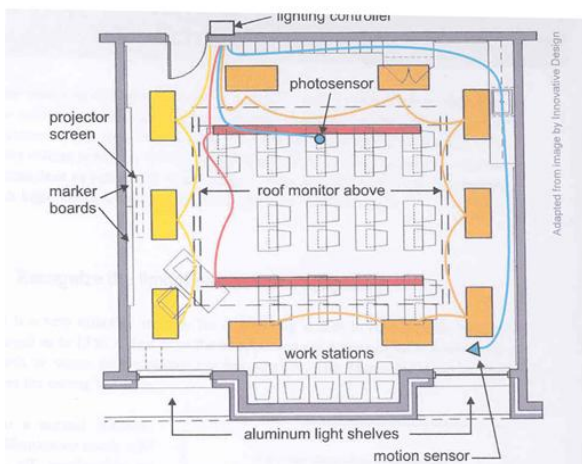 lighting controller
photosensor
projector
screen
marker
boards
roof monitor above
work stations
aluminum light shelves
motion sensor
Adapted from image by Innovative Design